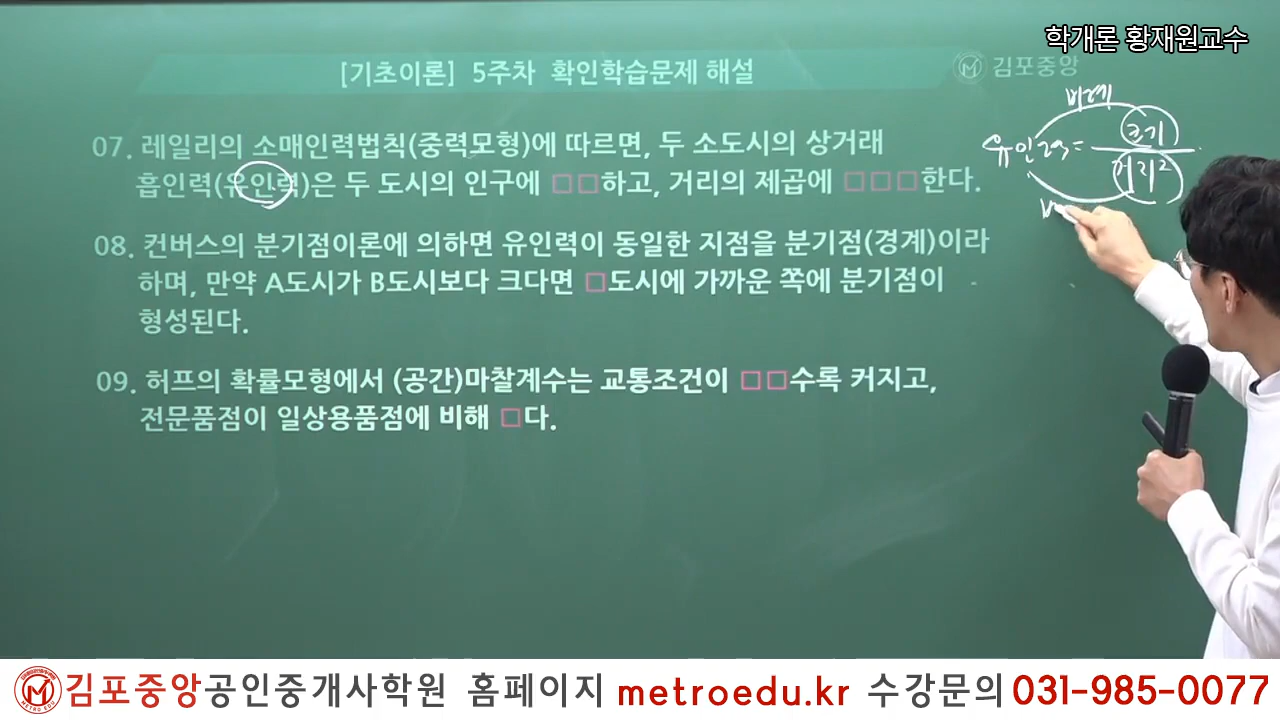 학개론 황재원교수
[기초이론] 5주차 확인학습문제 해설
김포중앙
비례
유인력=
크기
거리²
07. 레일리의 소매인력법칙(중력모형)에 따르면, 두 소도시의 상거래
흡인력(유인력)은 두 도시의 인구에 □□하고, 거리의 제곱에 □□□한다.
08. 컨버스의 분기점이론에 의하면 유인력이 동일한 지점을 분기점(경계)이라
하며, 만약 A도시가 B도시보다 크다면 □도시에 가까운 쪽에 분기점이
형성된다.
09. 허프의 확률모형에서 (공간)마찰계수는 교통조건이 □□수록 커지고,
전문품점이 일상용품점에 비해 □다.
김포중앙공인중개사학원 홈페이지 metroedu.kr 수강문의 031-985-0077